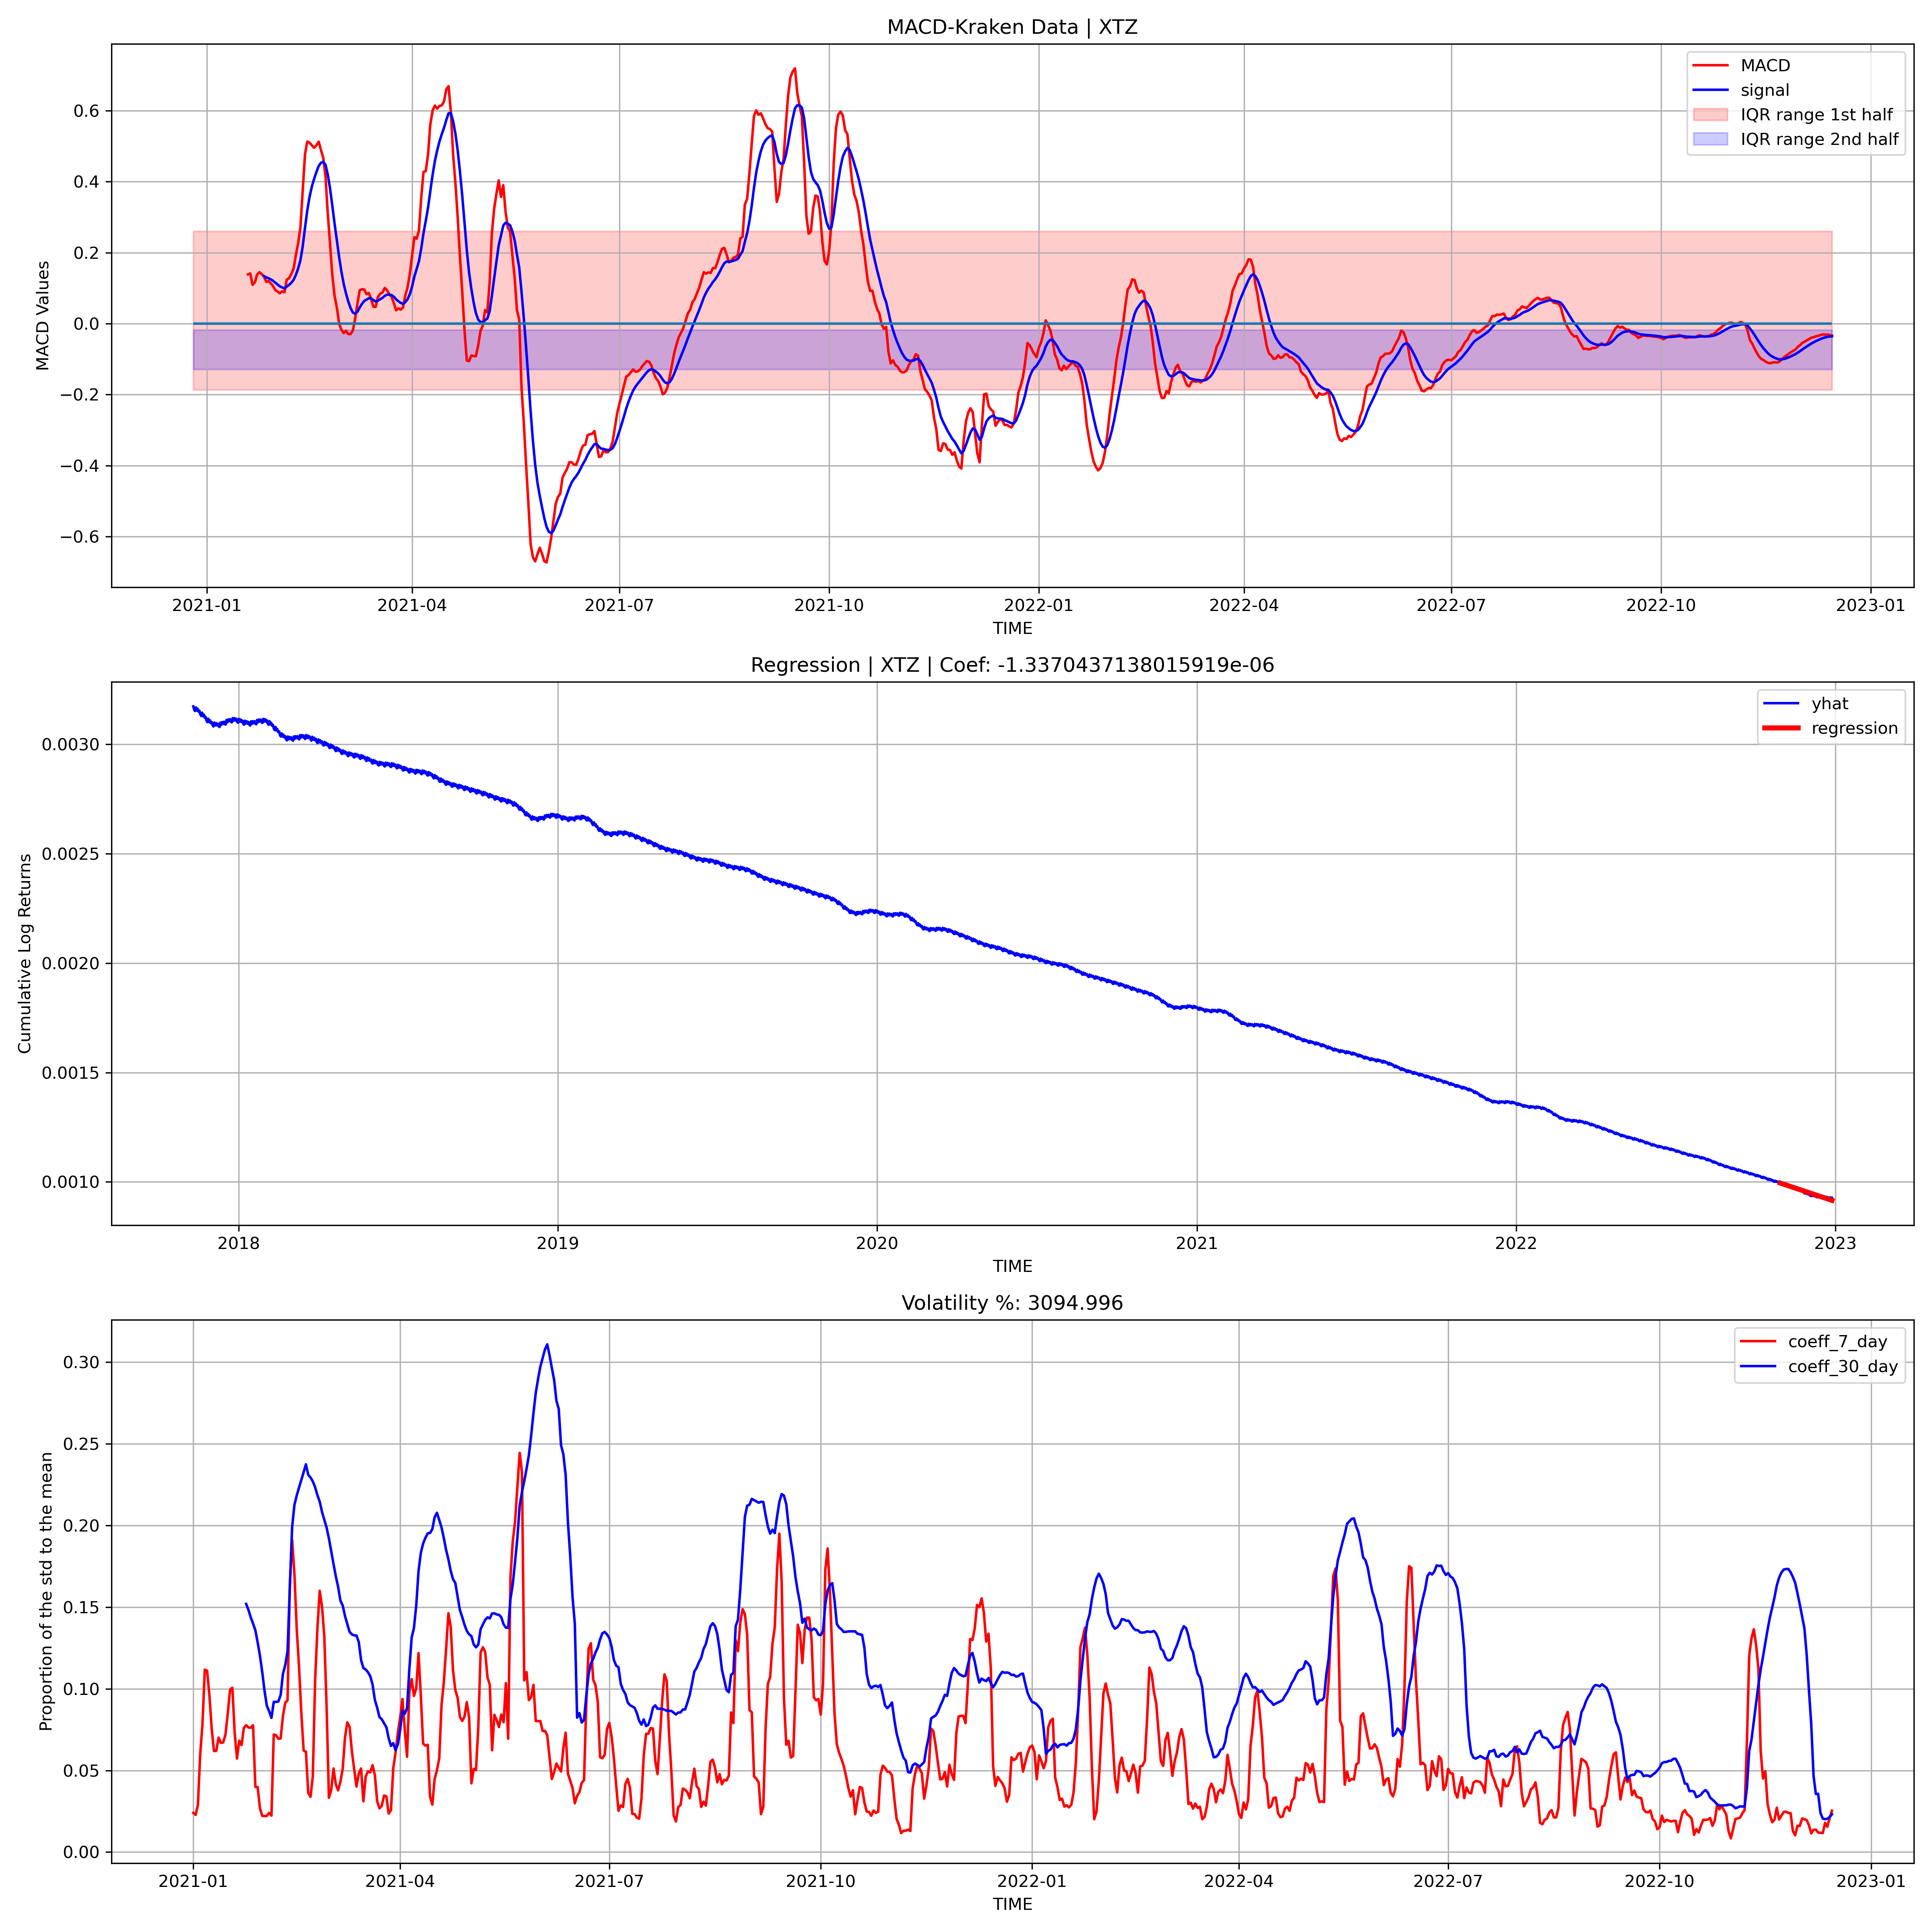 MACD-Kraken Data | XTZ
MACD
signal
IQR range 1st half
IQR range 2nd half
MACD Values
0.6
0.4
0.2
0.0
−0.2
−0.4
−0.6
2021-01 2021-04 2021-07 2021-10 2022-01 2022-04 2022-07 2022-10 2023-01
TIME
Regression | XTZ | Coef: -1.3370437138015919e-06
yhat
regression
Cumulative Log Returns
0.0030
0.0025
0.0020
0.0015
0.0010
2018 2019 2020 2021 2022 2023
TIME
Volatility %: 3094.996
coeff_7_day
coeff_30_day
Proportion of the std to the mean
0.30
0.25
0.20
0.15
0.10
0.05
0.00
2021-01 2021-04 2021-07 2021-10 2022-01 2022-04 2022-07 2022-10 2023-01
TIME